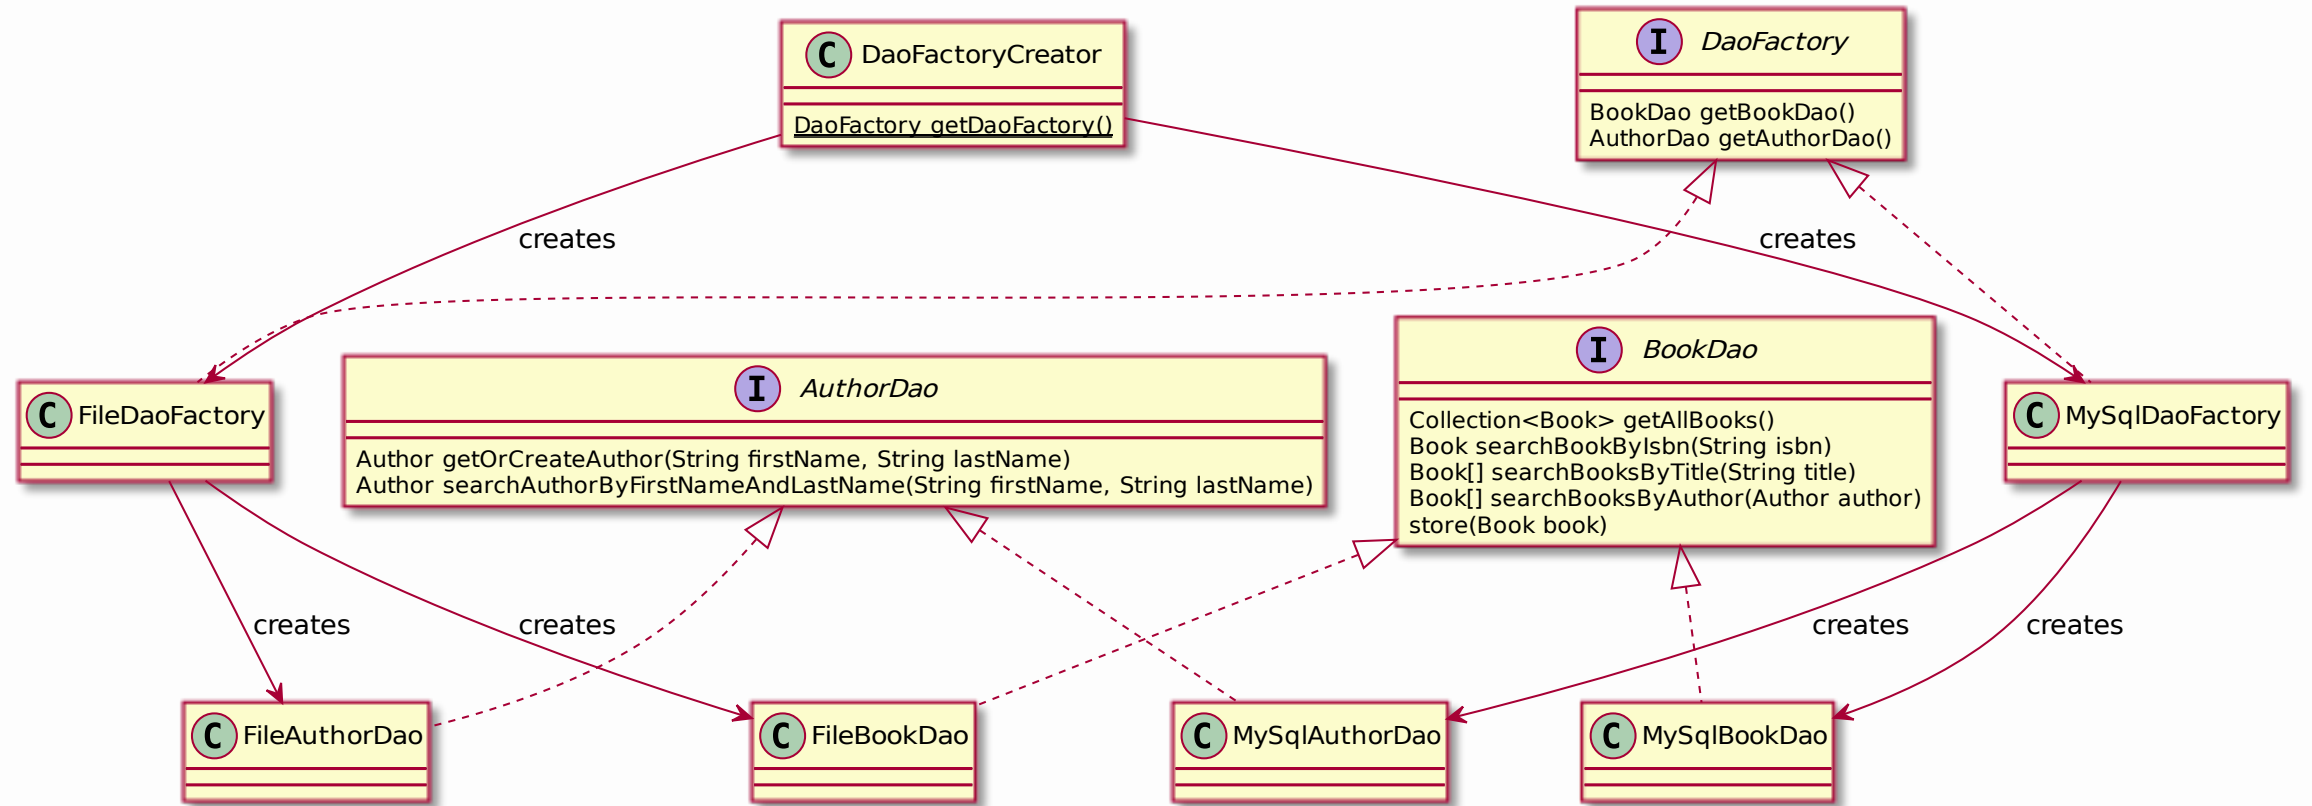 C DaoFactoryCreator
DaoFactory getDaoFactory()
I DaoFactory
BookDao getBookDao()
AuthorDao getAuthorDao()
creates
creates
C FileDaoFactory
I AuthorDao
Author getOrCreateAuthor(String firstName, String lastName)
Author searchAuthorByFirstNameAndLastName(String firstName, String lastName)
I BookDao
Collection<Book> getAllBooks()
Book searchBookByIsbn(String isbn)
Book[] searchBooksByTitle(String title)
Book[] searchBooksByAuthor(Author author)
store(Book book)
C MySqlDaoFactory
creates
creates
creates
creates
C FileAuthorDao
C FileBookDao
C MySqlAuthorDao
C MySqlBookDao